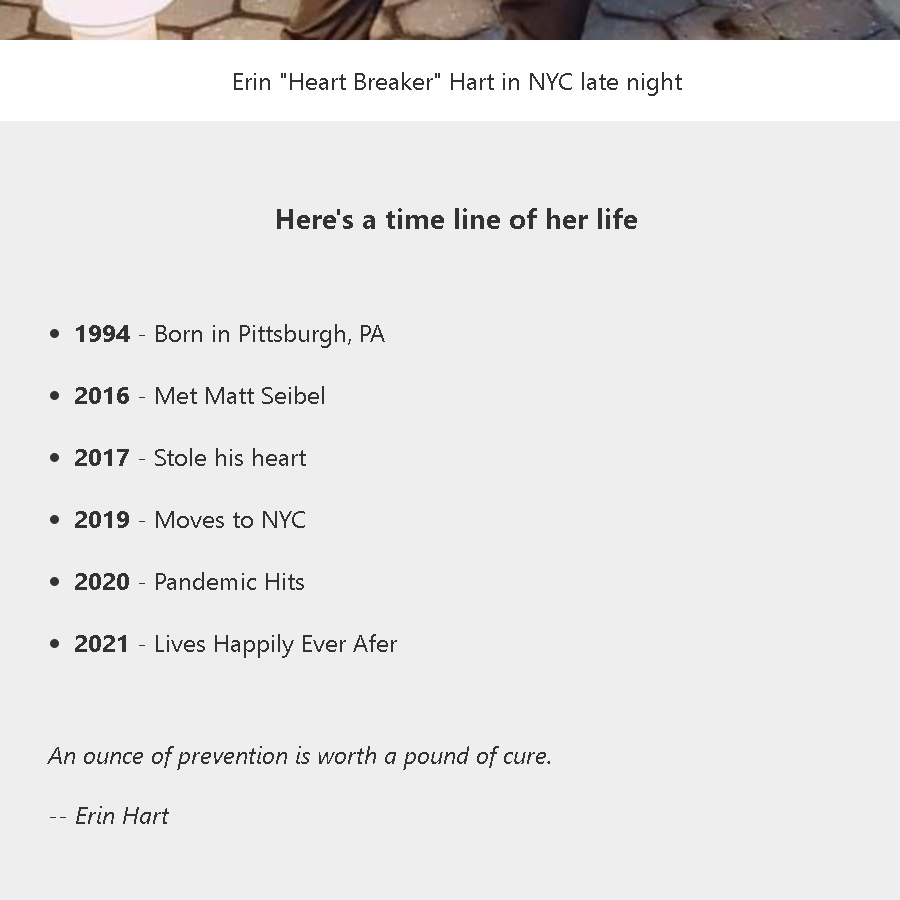 Erin "Heart Breaker" Hart in NYC late night
Here's a time line of her life
• 1994 - Born in Pittsburgh, PA
• 2016 - Met Matt Seibel
• 2017 - Stole his heart
• 2019 - Moves to NYC
• 2020 - Pandemic Hits
• 2021 - Lives Happily Ever Afer
An ounce of prevention is worth a pound of cure.
-- Erin Hart